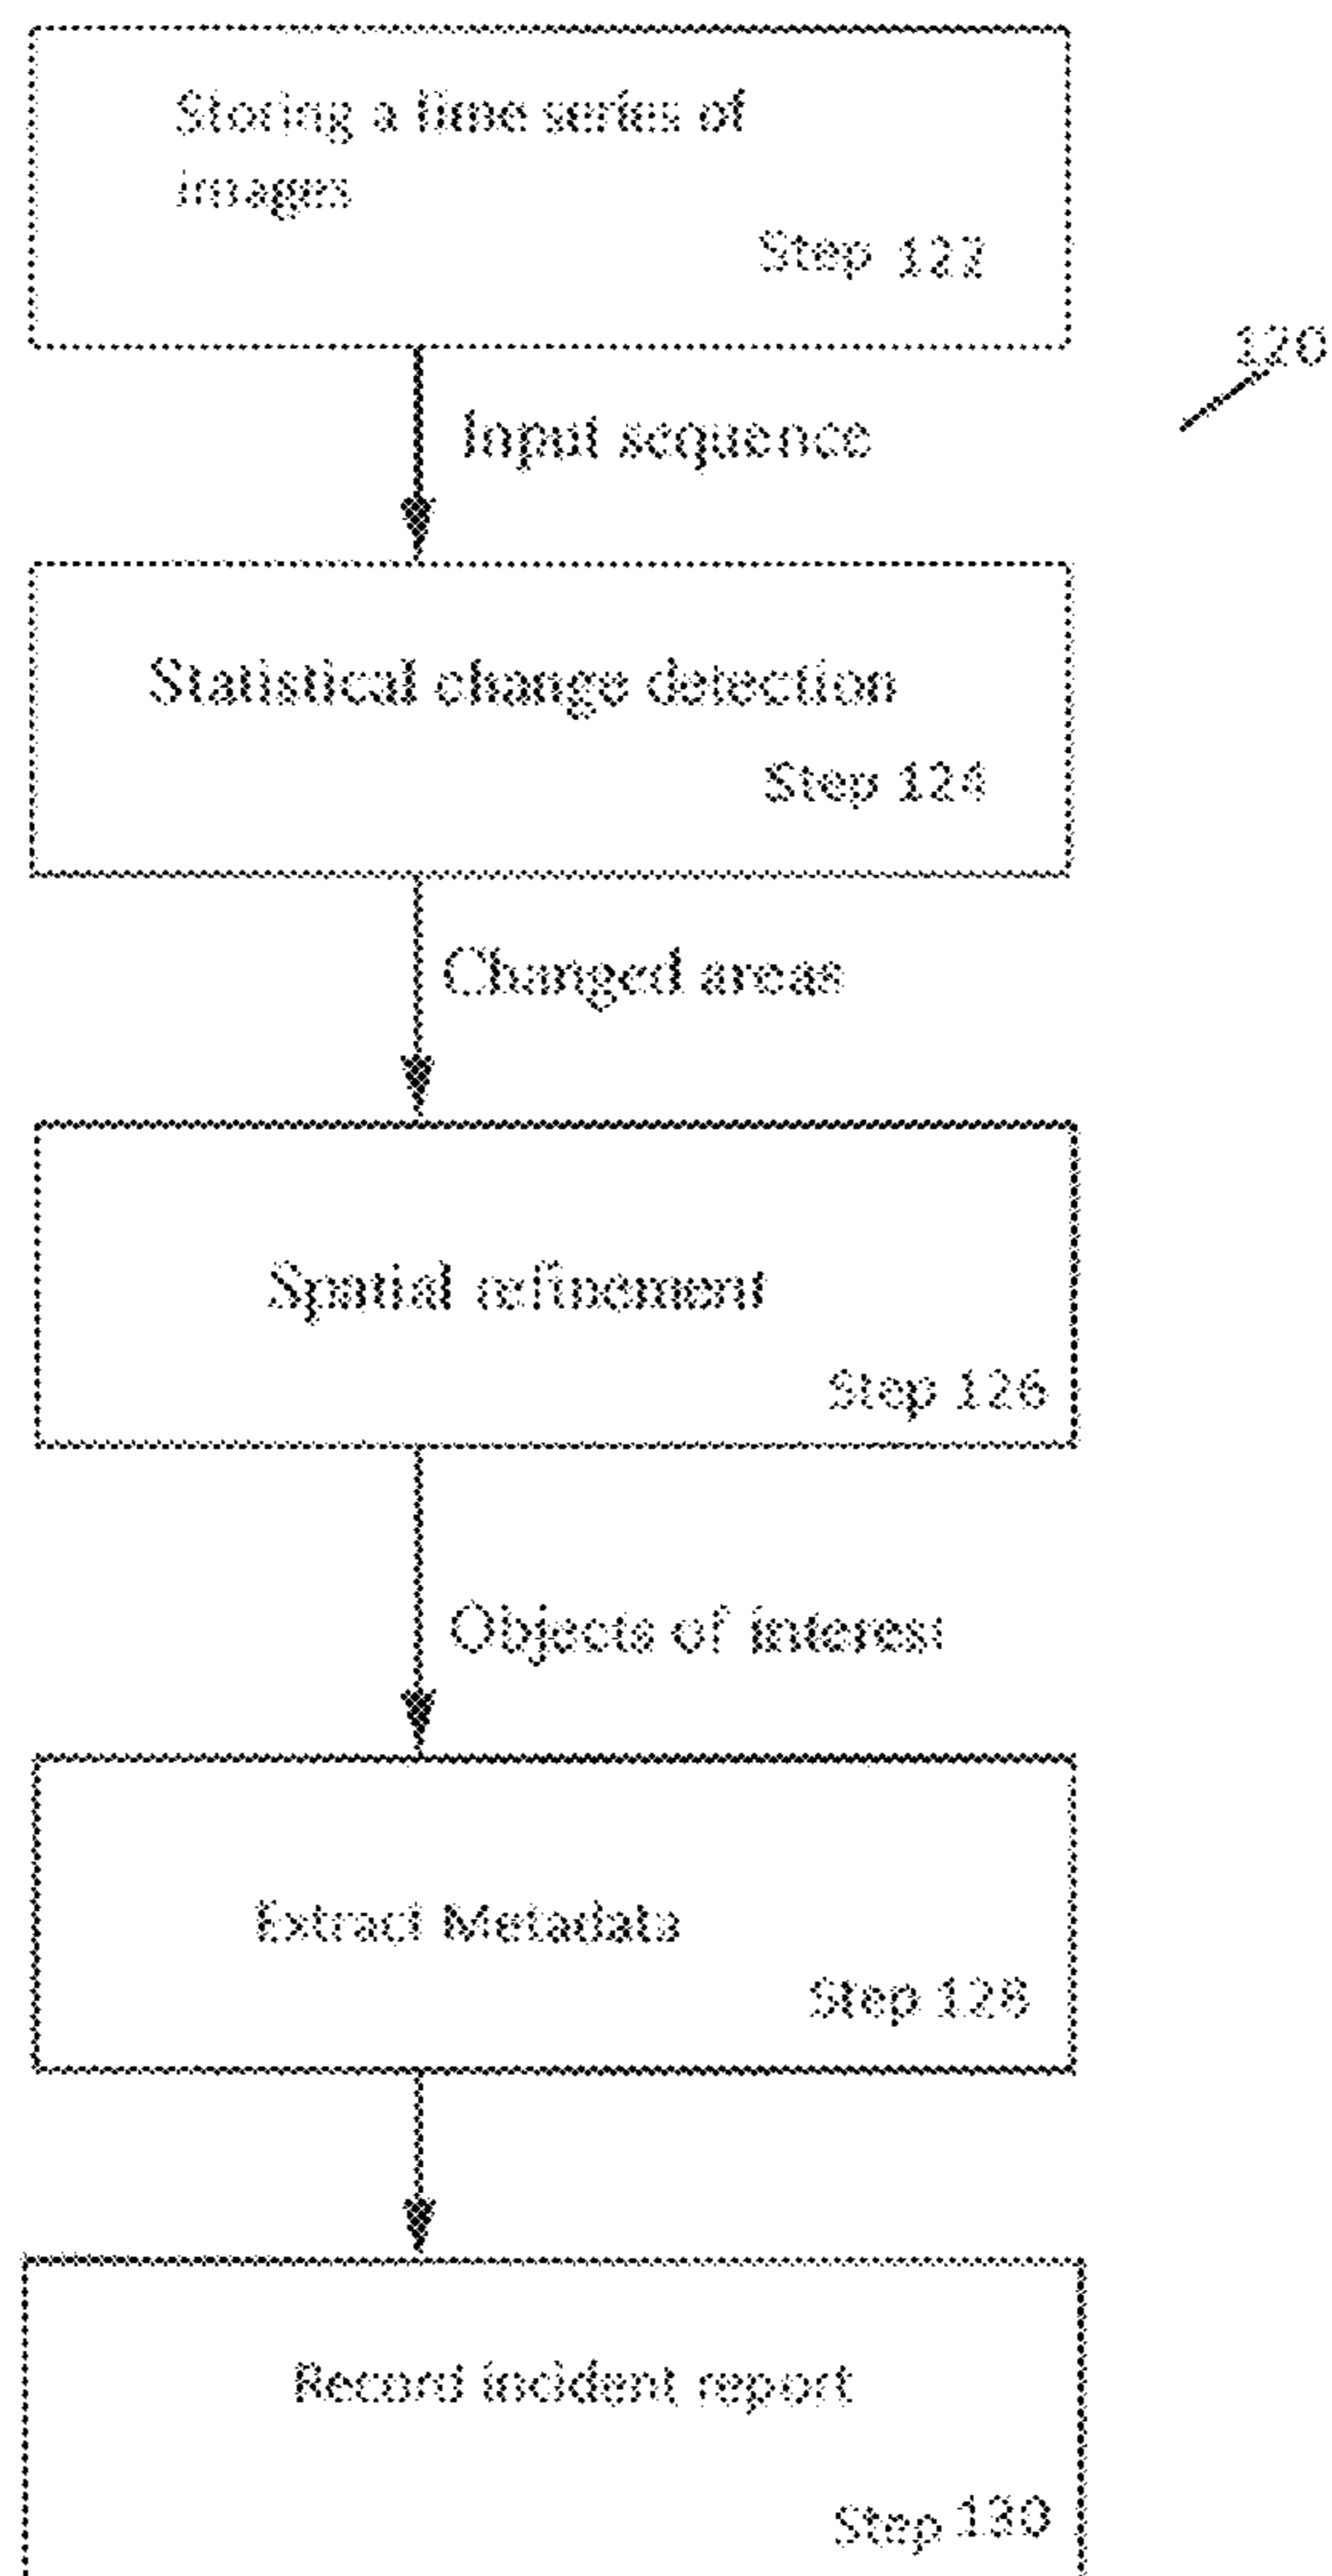 Storing a time series of
images
Step 122
120
Input sequence
Statistical change detection
Step 124
Changed areas
Spatial refinement
Step 126
Objects of interest
Extract Metadata
Step 128
Record incident report
Step 130